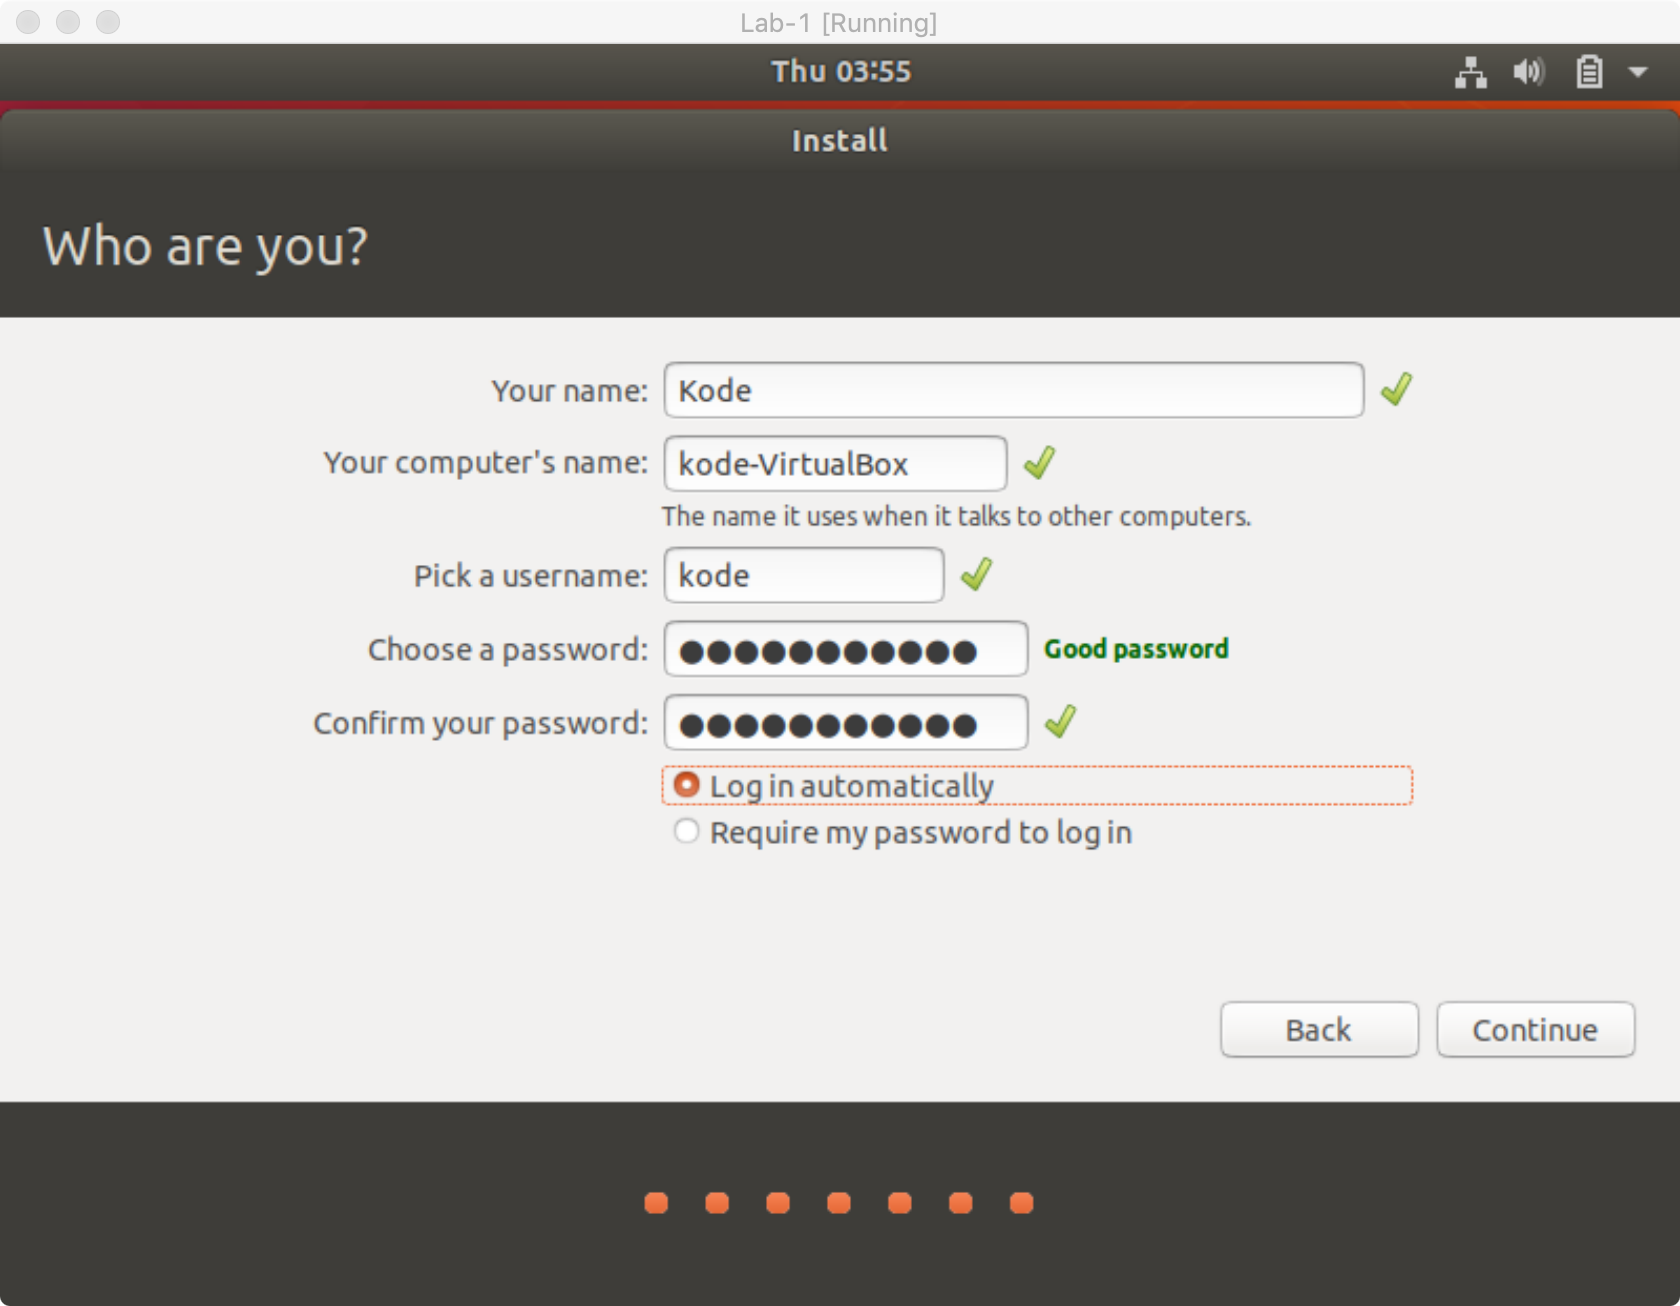 Lab-1 [Running]
Thu 03:55
Install
Who are you?
Your name: Kode
Your computer's name: kode-VirtualBox
The name it uses when it talks to other computers.
Pick a username: kode
Choose a password: ●●●●●●●●●●● Good password
Confirm your password: ●●●●●●●●●●●
Log in automatically
Require my password to log in
Back Continue